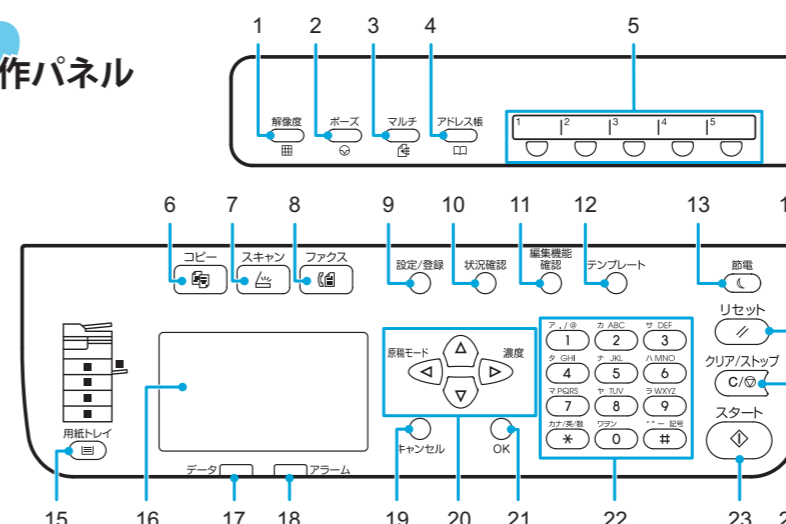 作パネル
1 2 3 4 5
解像度 ポーズ マルチ アドレス帳
1 2 3 4 5
6 7 8 9 10 11 12 13
コピー スキャン ファクス
設定/登録 状況確認 編集機能
確認 テンプレート 節電
リセット
原稿モード 濃度
ア ,./@ カ ABC サ DEF
1 2 3
タ GHI ナ JKL ハ MNO
4 5 6
マ PQRS ヤ TUV ラ WXYZ
7 8 9
カナ/英/数 ワヲン ゛゜ー 記号
* 0 #
クリア/ストップ
C/
スタート
用紙トレイ
キャンセル OK
データ アラーム
15 16 17 18 19 20 21 22 23